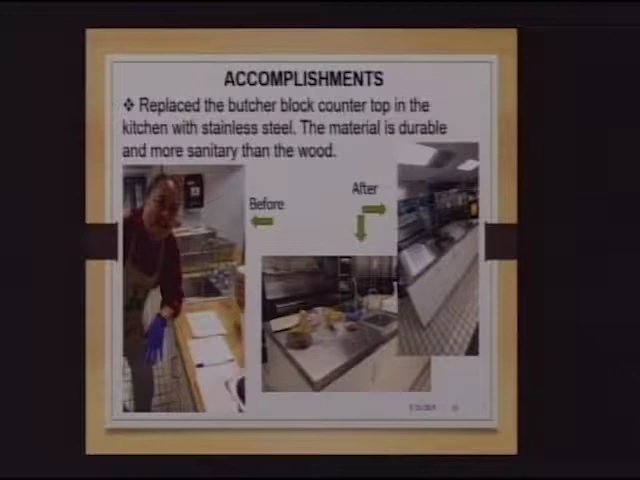 ACCOMPLISHMENTS
❖ Replaced the butcher block counter top in the
kitchen with stainless steel. The material is durable
and more sanitary than the wood.
After
Before